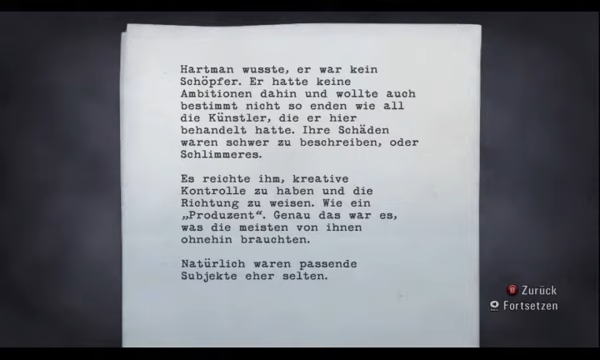 Hartman wusste, er war kein
Schöpfer. Er hatte keine
Ambitionen dahin und wollte auch
bestimmt nicht so enden wie all
die Künstler, die er hier
behandelt hatte. Ihre Schäden
waren schwer zu beschreiben, oder
Schlimmeres.
Es reichte ihm, kreative
Kontrolle zu haben und die
Richtung zu weisen. Wie ein
„Produzent“. Genau das war es,
was die meisten von ihnen
ohnehin brauchten.
Natürlich waren passende
Subjekte eher selten.
Zurück
Fortsetzen